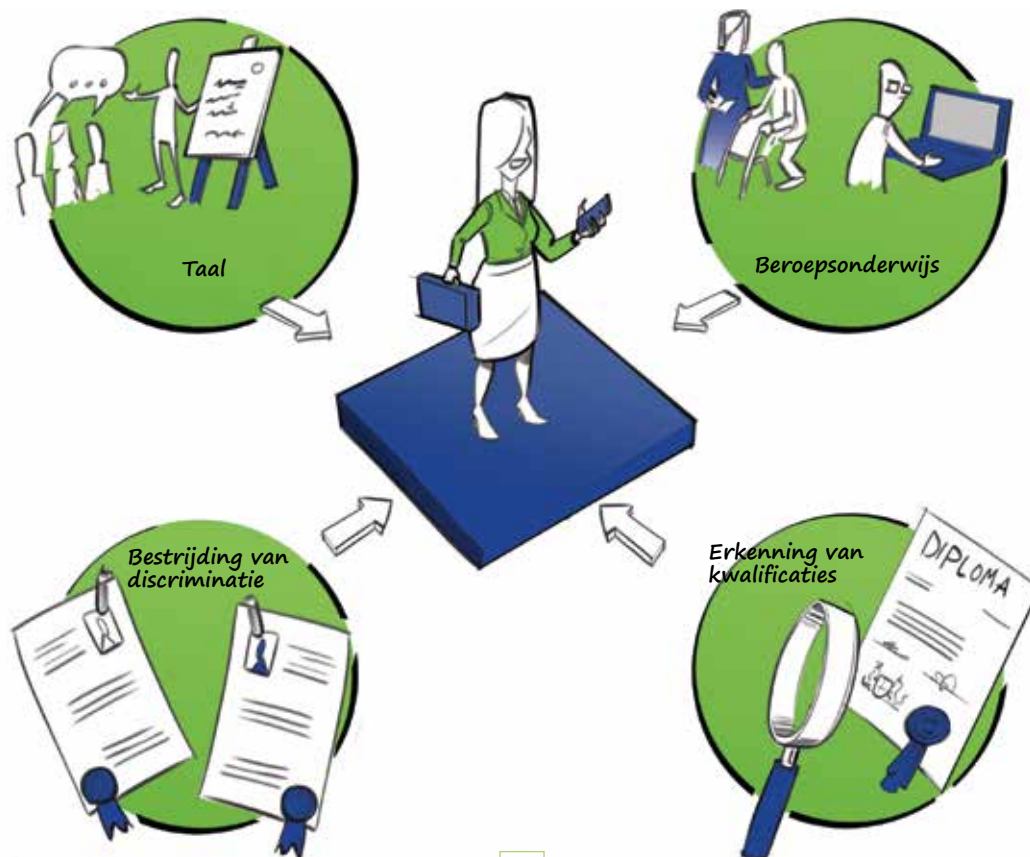 Taal
Beroepsonderwijs
Bestrijding van
discriminatie
Erkenning van
kwalificaties
DIPLOMA